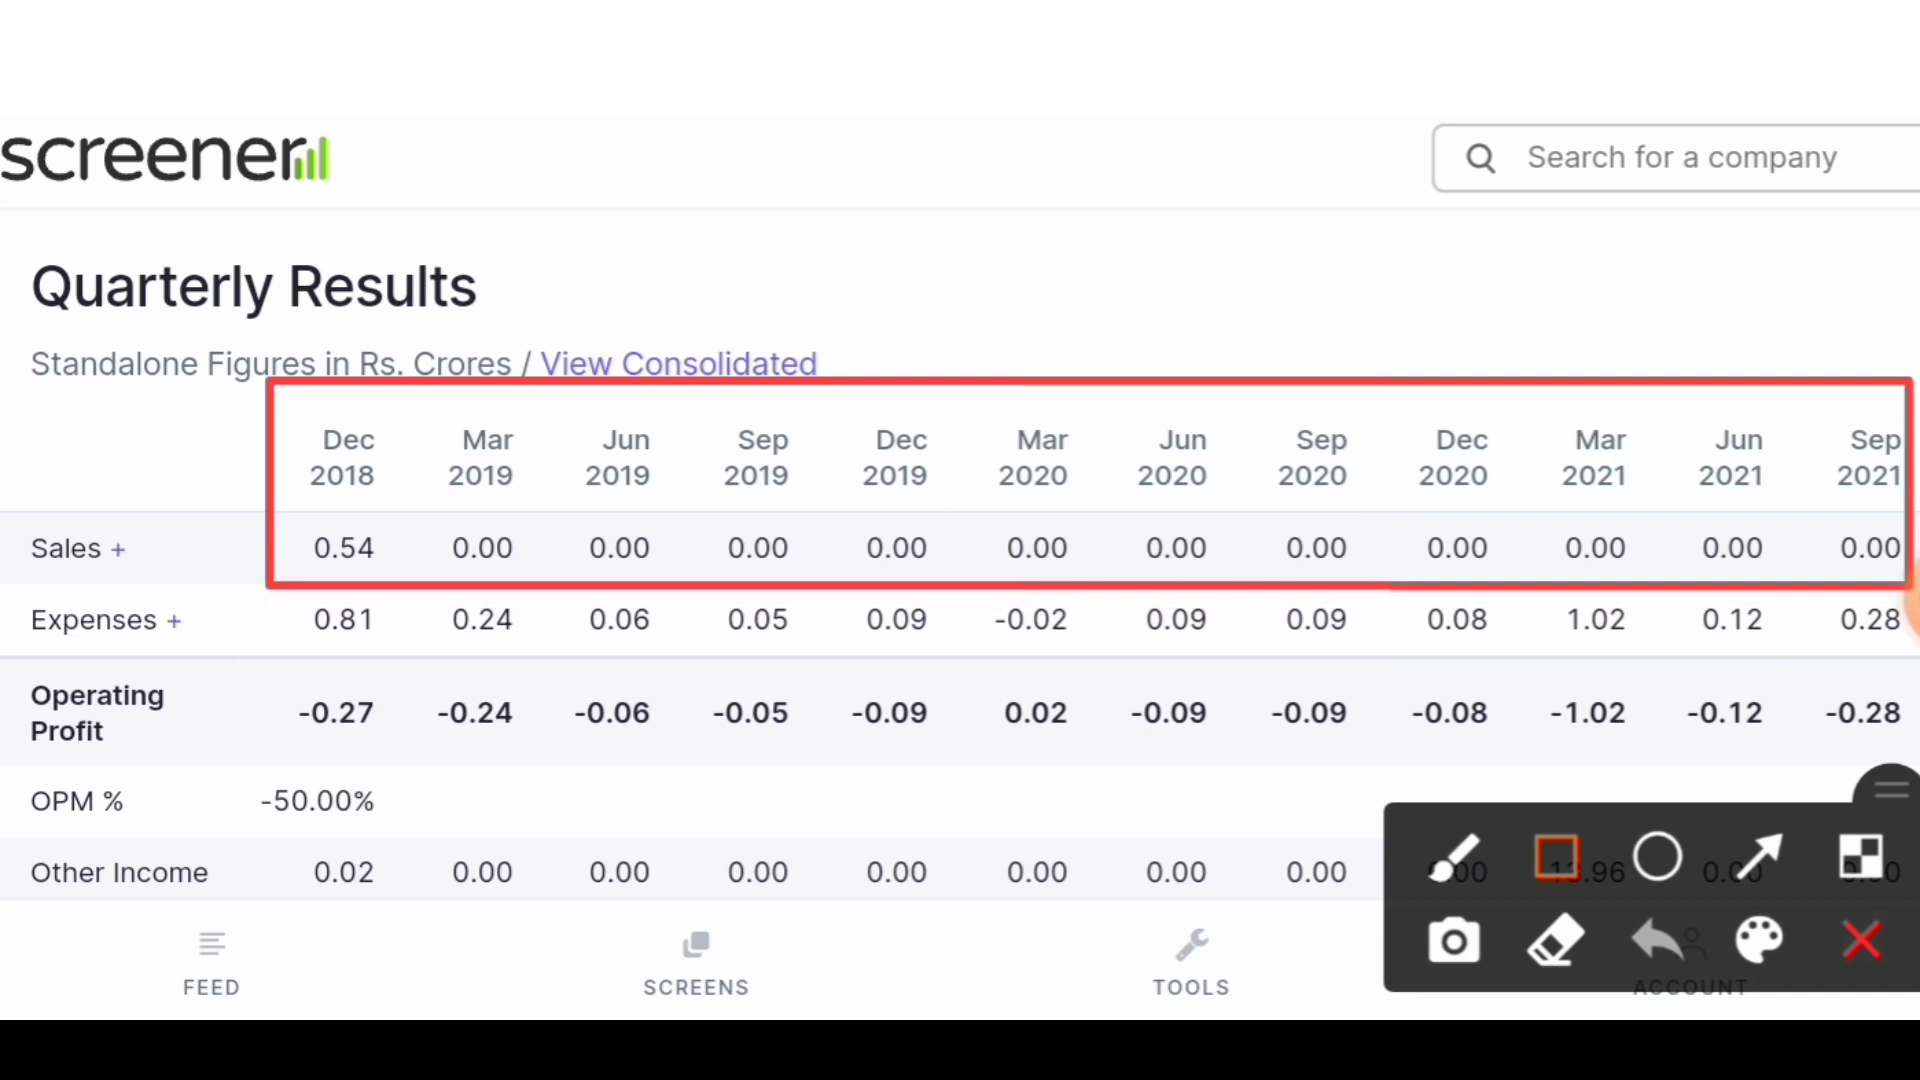 screener
Search for a company
Quarterly Results
Standalone Figures in Rs. Crores / View Consolidated
Dec 2018 Mar 2019 Jun 2019 Sep 2019 Dec 2019 Mar 2020 Jun 2020 Sep 2020 Dec 2020 Mar 2021 Jun 2021 Sep 2021
Sales + 0.54 0.00 0.00 0.00 0.00 0.00 0.00 0.00 0.00 0.00 0.00 0.00
Expenses + 0.81 0.24 0.06 0.05 0.09 -0.02 0.09 0.09 0.08 1.02 0.12 0.28
Operating Profit -0.27 -0.24 -0.06 -0.05 -0.09 0.02 -0.09 -0.09 -0.08 -1.02 -0.12 -0.28
OPM % -50.00%
Other Income 0.02 0.00 0.00 0.00 0.00 0.00 0.00 0.00
FEED SCREENS TOOLS ACCOUNT